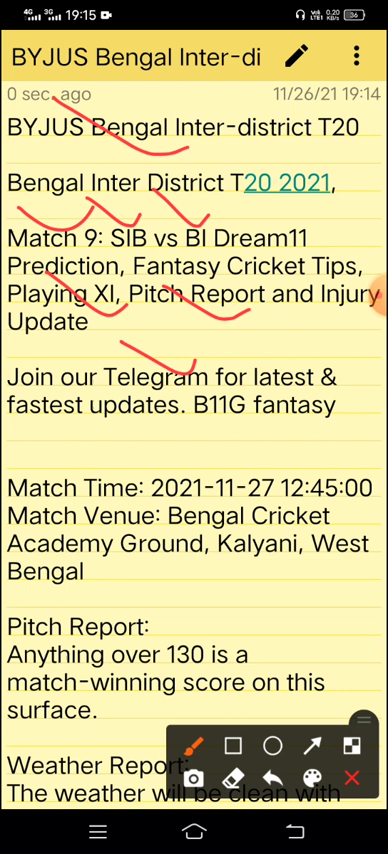 4G 3G 19:15 VoLTE1 0.20 KB/s 6
BYJUS Bengal Inter-di
0 sec. ago 11/26/21 19:14
BYJUS Bengal Inter-district T20
Bengal Inter District T20 2021,
Match 9: SIB vs BI Dream11
Prediction, Fantasy Cricket Tips,
Playing XI, Pitch Report and Injury
Update
Join our Telegram for latest &
fastest updates. B11G fantasy
Match Time: 2021-11-27 12:45:00
Match Venue: Bengal Cricket
Academy Ground, Kalyani, West
Bengal
Pitch Report:
Anything over 130 is a
match-winning score on this
surface.
Weather Report:
The weather will be clean with